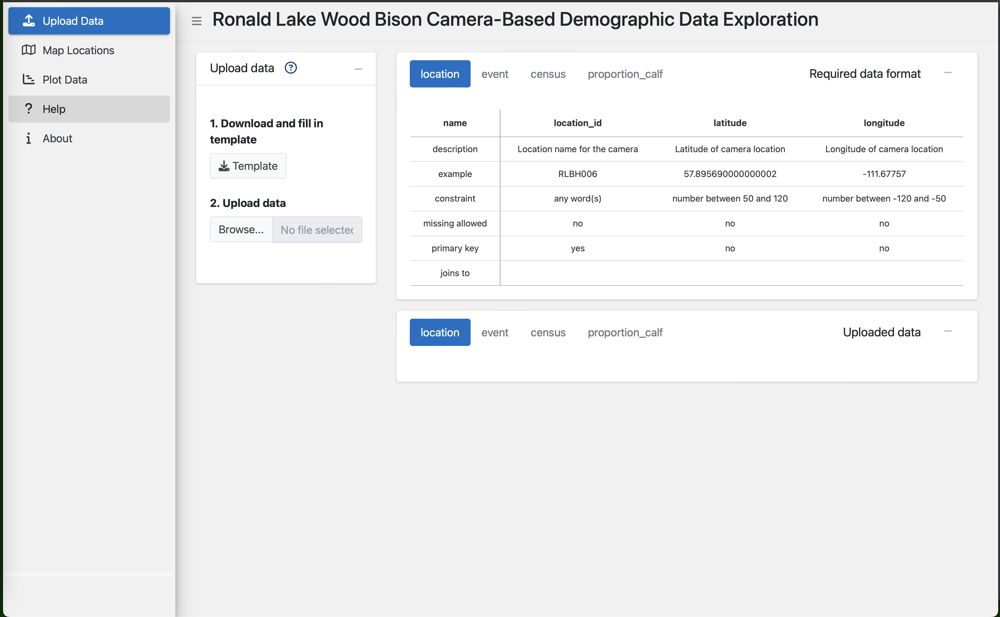 Upload Data
Map Locations
Plot Data
? Help
i About
Ronald Lake Wood Bison Camera-Based Demographic Data Exploration
Upload data ?
1. Download and fill in
template
Template
2. Upload data
Browse... No file selected
location event census proportion_calf Required data format
name location_id latitude longitude
description Location name for the camera Latitude of camera location Longitude of camera location
example RLBH006 57.895690000000002 -111.67757
constraint any word(s) number between 50 and 120 number between -120 and -50
missing allowed no no no
primary key yes no no
joins to
location event census proportion_calf Uploaded data